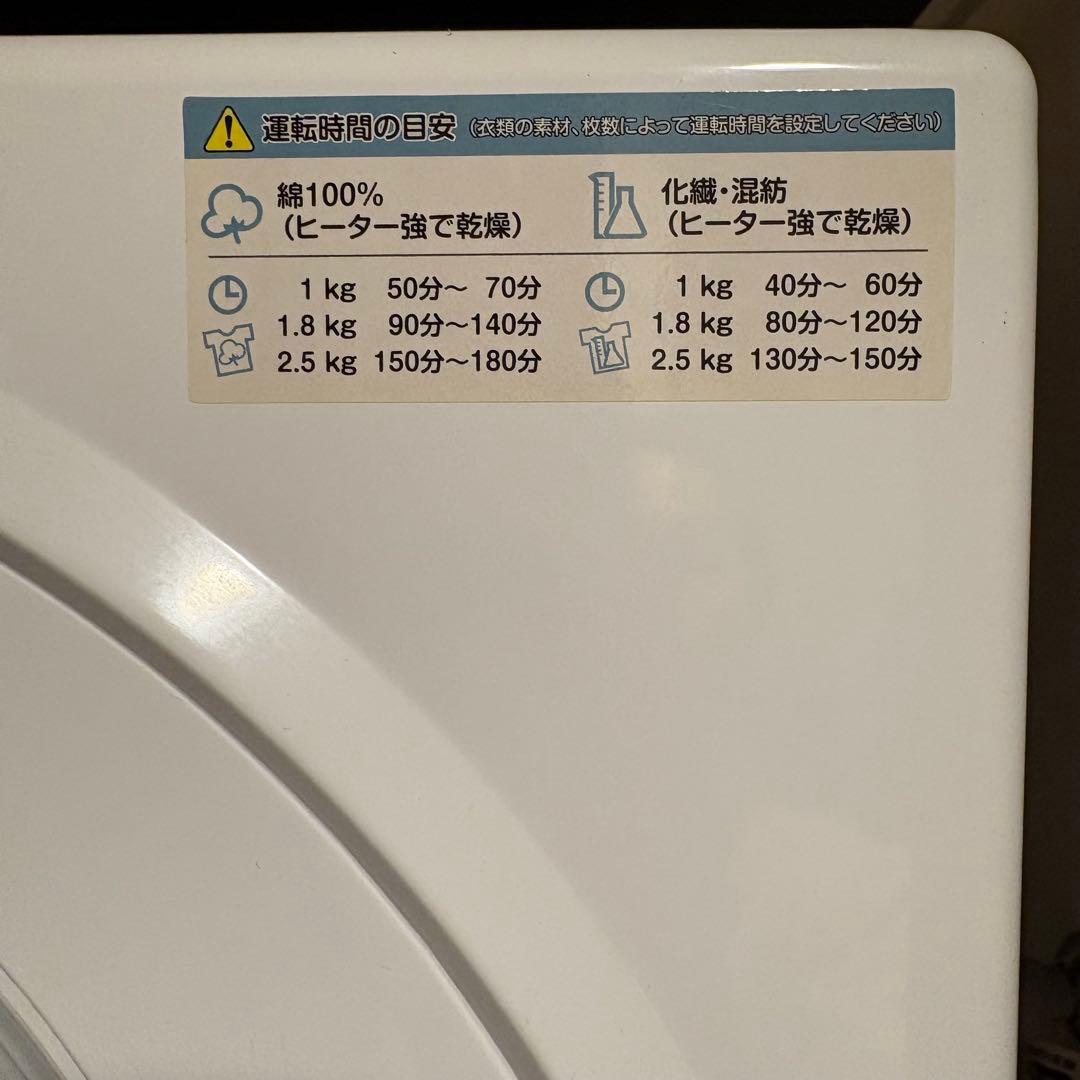 運転時間の目安 (衣類の素材、枚数によって運転時間を設定してください)
綿100%
(ヒーター強で乾燥)
1 kg 50分〜 70分
1.8 kg 90分〜140分
2.5 kg 150分〜180分
化繊・混紡
(ヒーター強で乾燥)
1 kg 40分〜 60分
1.8 kg 80分〜120分
2.5 kg 130分〜150分